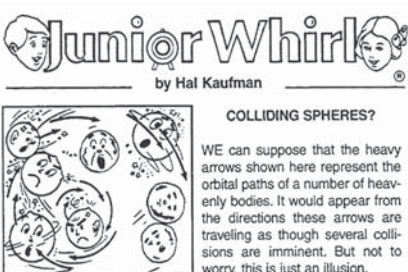 Junior Whirl
®
by Hal Kaufman
COLLIDING SPHERES?
WE can suppose that the heavy
arrows shown here represent the
orbital paths of a number of heav-
enly bodies. It would appear from
the directions these arrows are
traveling as though several colli-
sions are imminent. But not to
worry, this is just an illusion.